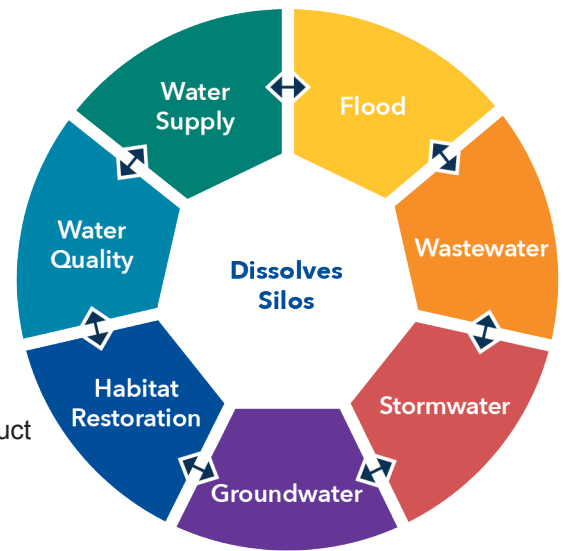 Water
Supply
Flood
Water
Quality
Wastewater
Dissolves
Silos
Habitat
Restoration
Stormwater
uct
Groundwater